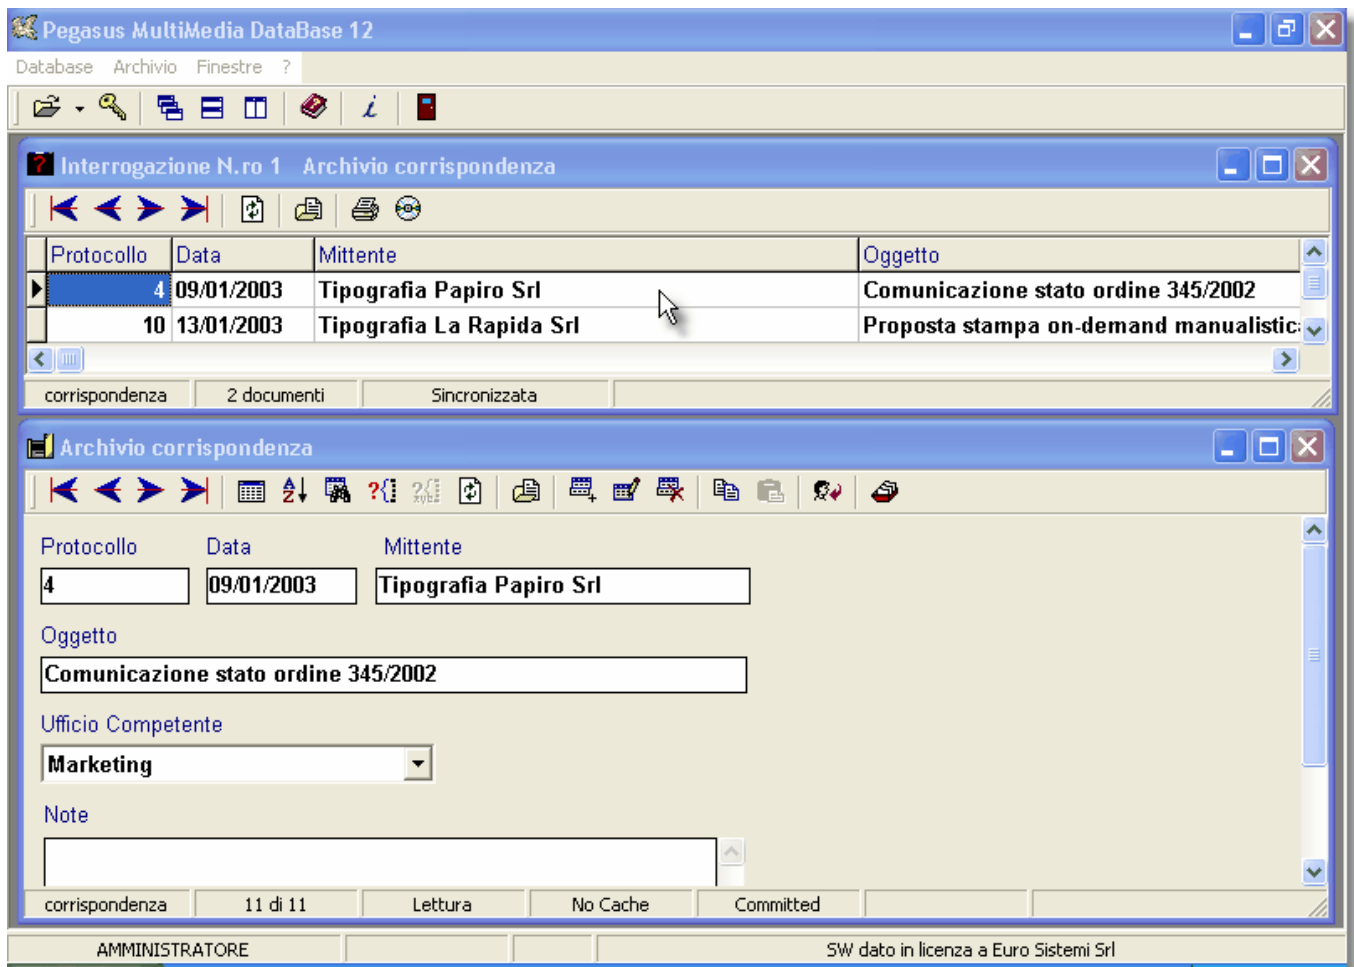 Pegasus MultiMedia DataBase 12
Database Archivio Finestre ?
Interrogazione N.ro 1 Archivio corrispondenza
Protocollo Data Mittente Oggetto
4 09/01/2003 Tipografia Papiro Srl Comunicazione stato ordine 345/2002
10 13/01/2003 Tipografia La Rapida Srl Proposta stampa on-demand manualistic
corrispondenza 2 documenti Sincronizzata
Archivio corrispondenza
Protocollo Data Mittente
4 09/01/2003 Tipografia Papiro Srl
Oggetto
Comunicazione stato ordine 345/2002
Ufficio Competente
Marketing
Note
corrispondenza 11 di 11 Lettura No Cache Committed
AMMINISTRATORE SW dato in licenza a Euro Sistemi Srl